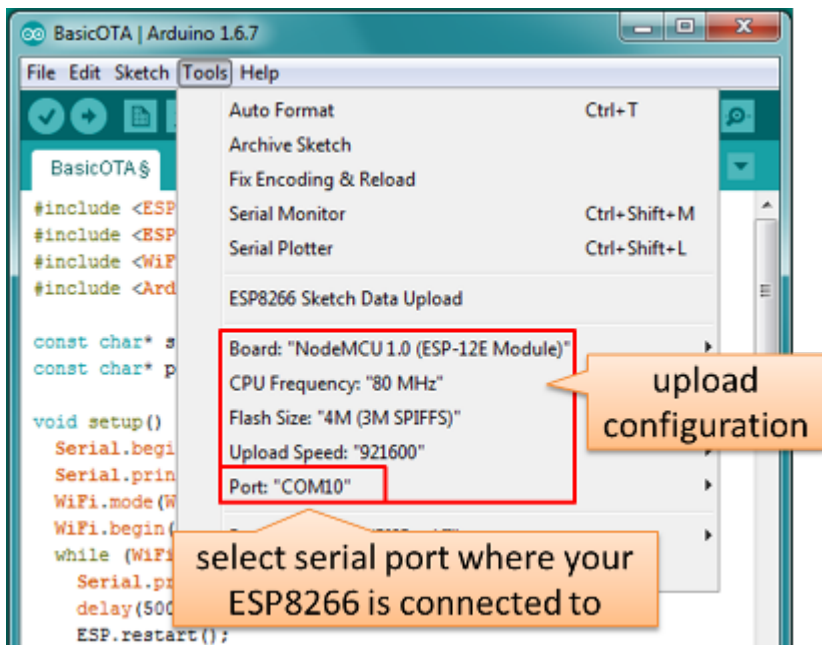 BasicOTA | Arduino 1.6.7
File Edit Sketch Tools Help
Auto Format Ctrl+T
Archive Sketch
BasicOTA§
Fix Encoding & Reload
#include <ESP
Serial Monitor Ctrl+Shift+M
#include <ESP
Serial Plotter Ctrl+Shift+L
#include <WiF
#include <Ard
ESP8266 Sketch Data Upload
const char* s
Board: "NodeMCU 1.0 (ESP-12E Module)"
const char* p
CPU Frequency: "80 MHz"
upload
configuration
Flash Size: "4M (3M SPIFFS)"
void setup()
Upload Speed: "921600"
Serial.begi
Port: "COM10"
Serial.prin
WiFi.mode(W
WiFi.begin(
while (WiFi
select serial port where your
ESP8266 is connected to
Serial.pr
delay(500
ESP.restart();